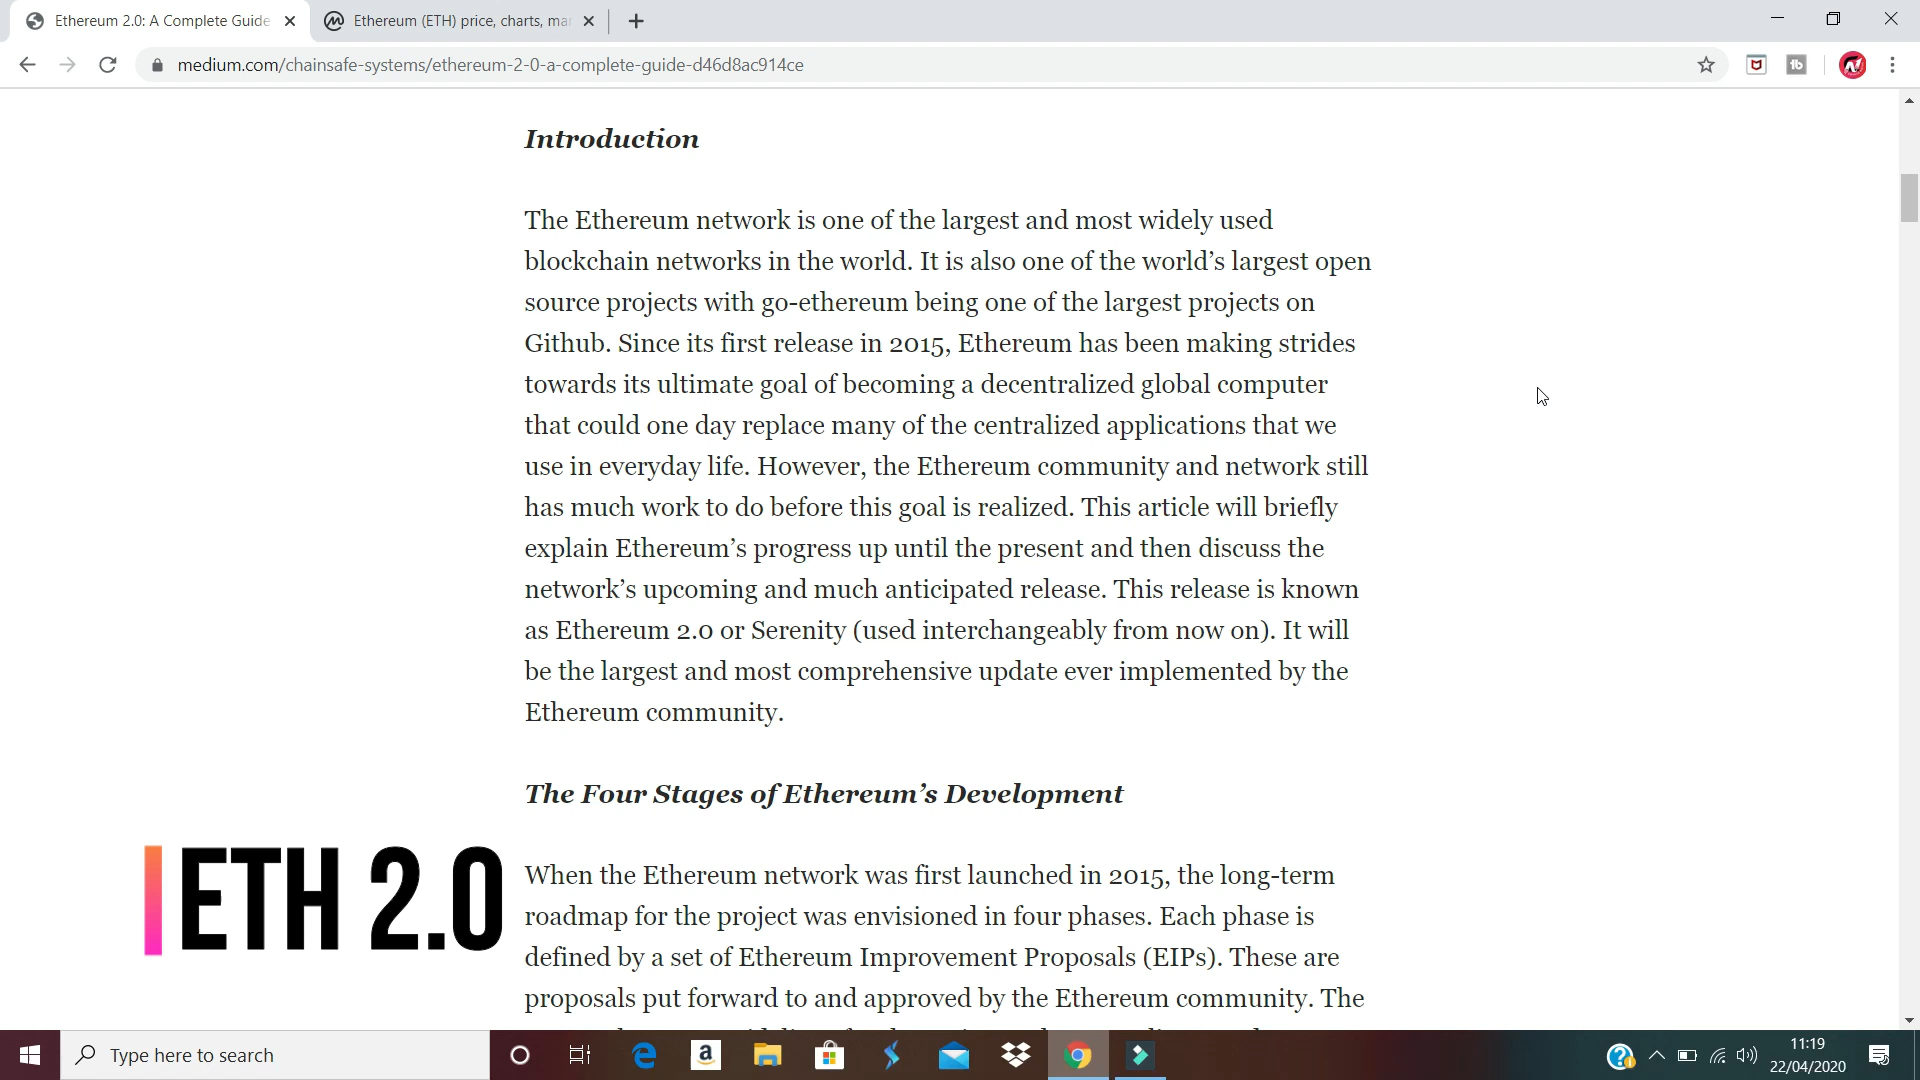 Ethereum 2.0: A Complete Guide
Ethereum (ETH) price, charts, mar
medium.com/chainsafe-systems/ethereum-2-0-a-complete-guide-d46d8ac914ce
Introduction
The Ethereum network is one of the largest and most widely used
blockchain networks in the world. It is also one of the world’s largest open
source projects with go-ethereum being one of the largest projects on
Github. Since its first release in 2015, Ethereum has been making strides
towards its ultimate goal of becoming a decentralized global computer
that could one day replace many of the centralized applications that we
use in everyday life. However, the Ethereum community and network still
has much work to do before this goal is realized. This article will briefly
explain Ethereum’s progress up until the present and then discuss the
network’s upcoming and much anticipated release. This release is known
as Ethereum 2.0 or Serenity (used interchangeably from now on). It will
be the largest and most comprehensive update ever implemented by the
Ethereum community.
The Four Stages of Ethereum’s Development
When the Ethereum network was first launched in 2015, the long-term
roadmap for the project was envisioned in four phases. Each phase is
defined by a set of Ethereum Improvement Proposals (EIPs). These are
proposals put forward to and approved by the Ethereum community. The
ETH 2.0
Type here to search
11:19
22/04/2020